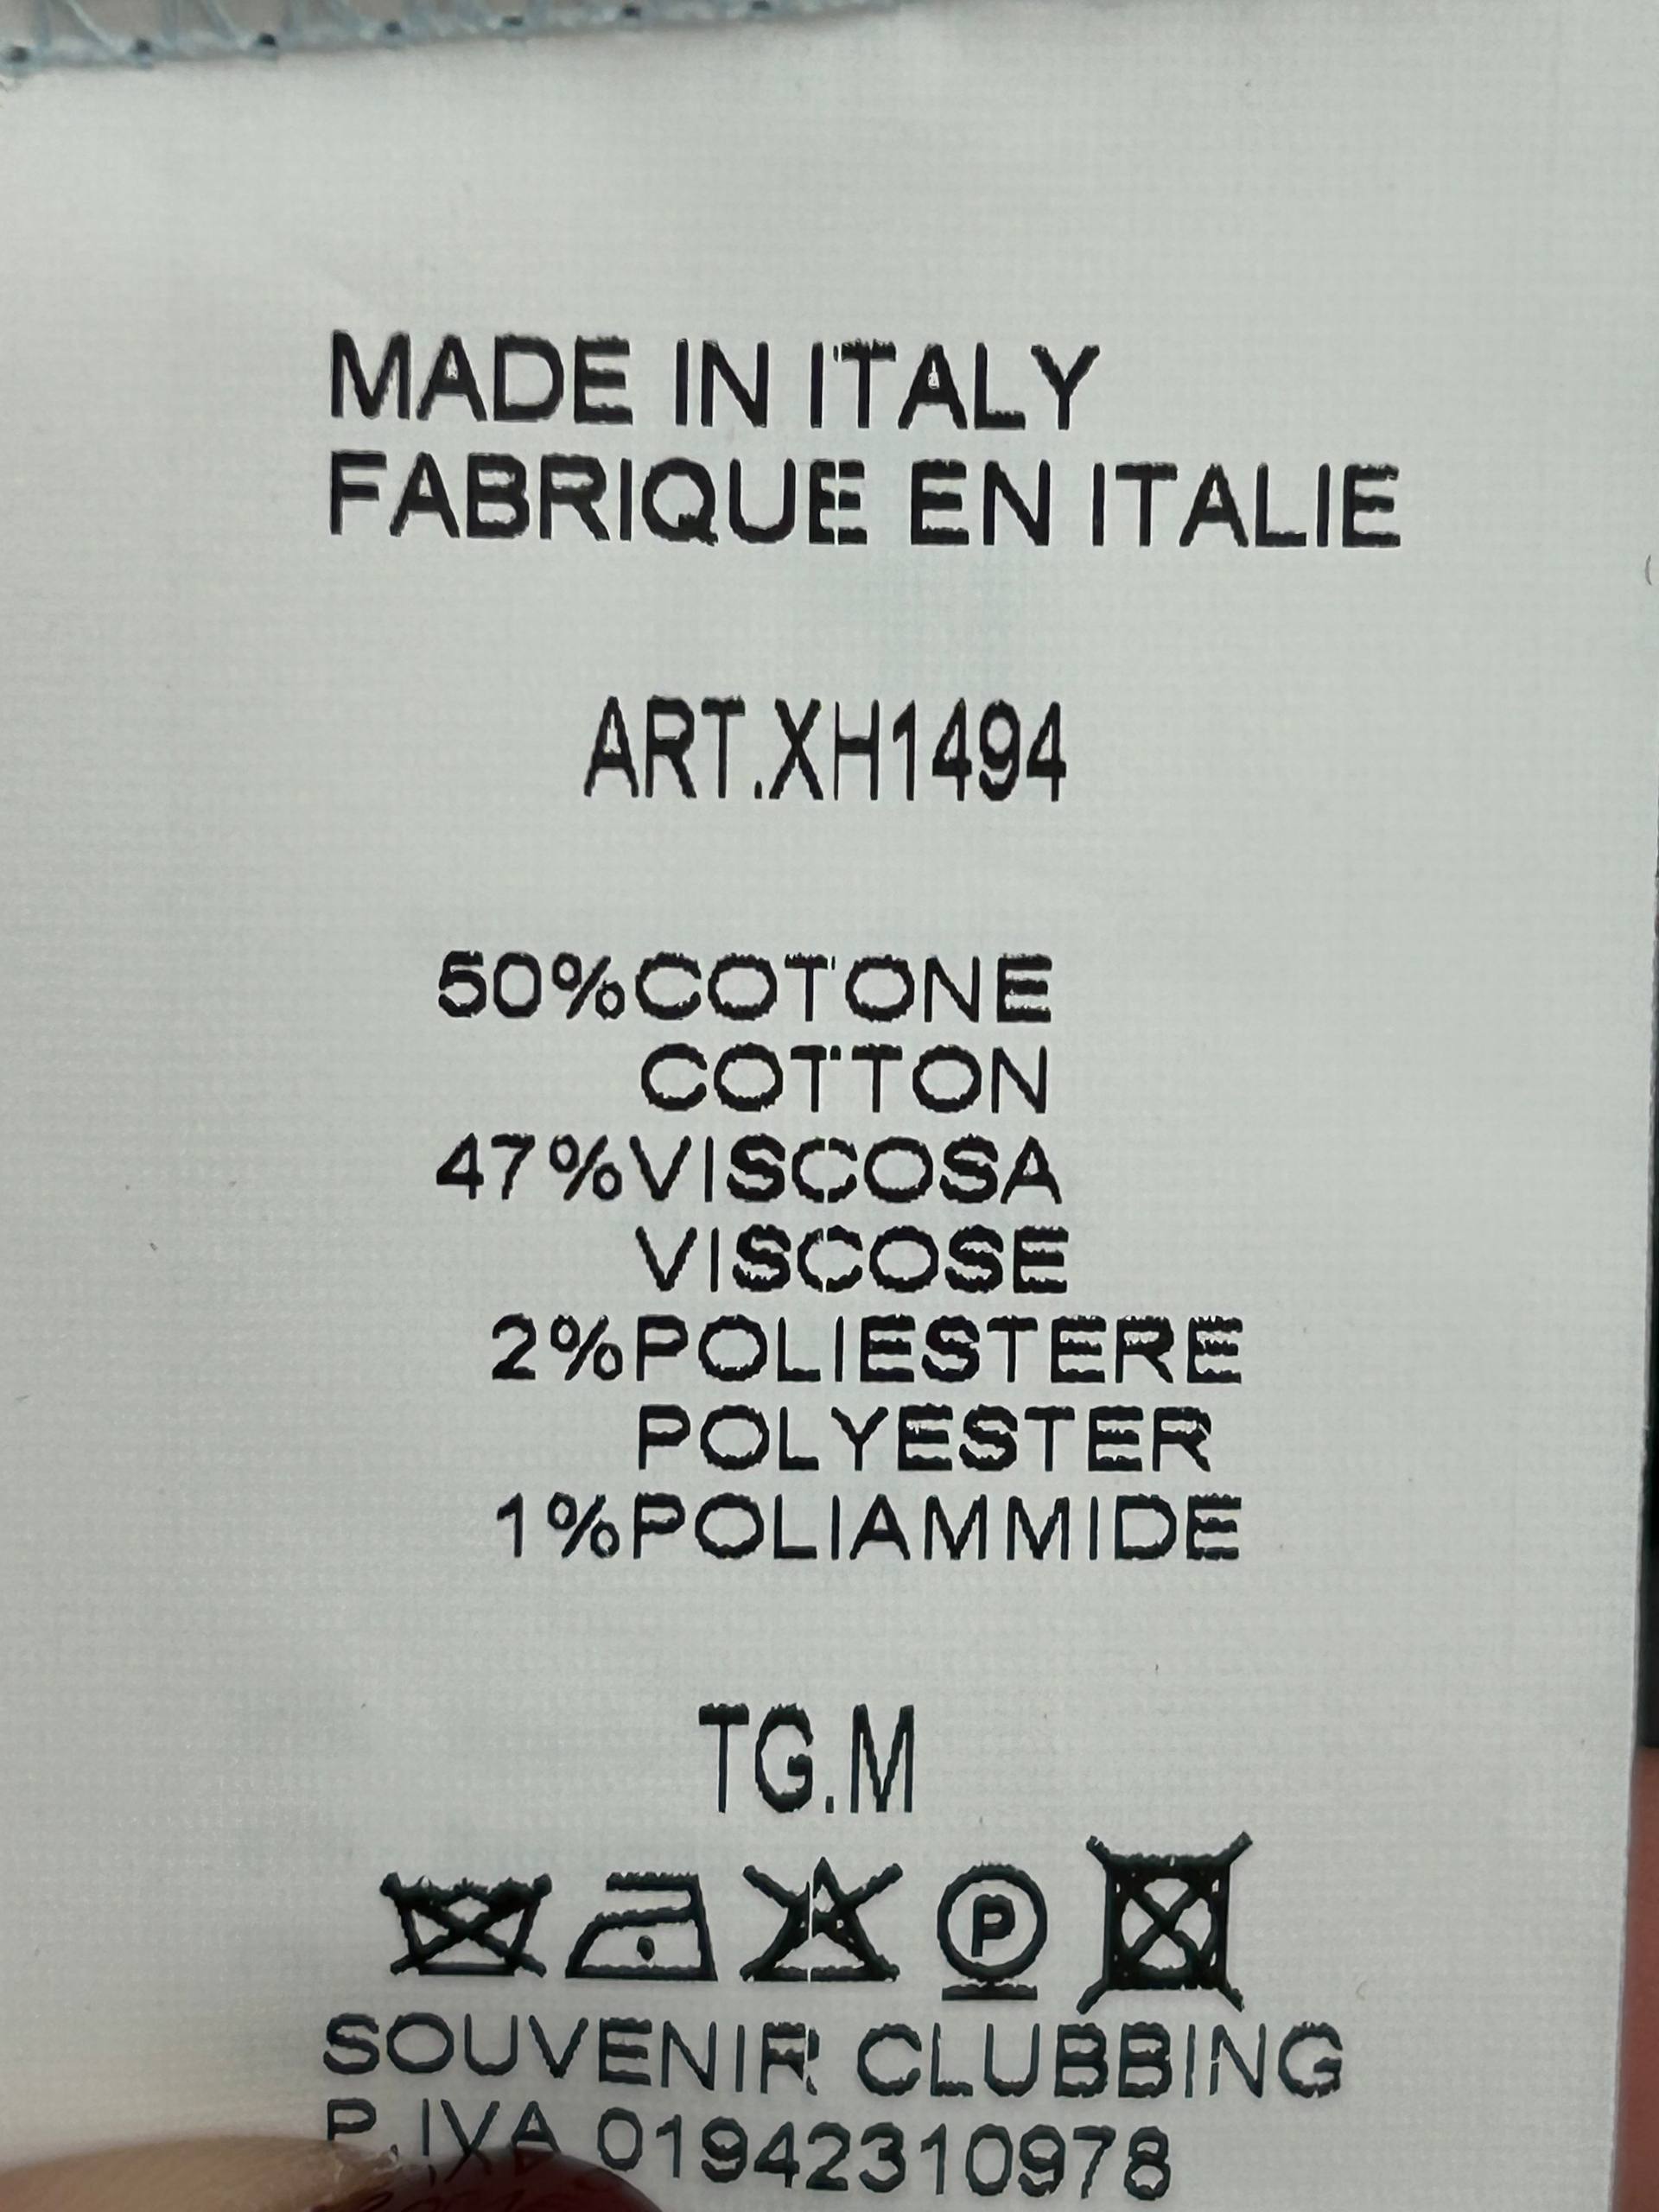 MADE IN ITALY
FABRIQUE EN ITALIE
ART.XH1494
50%COTONE
COTTON
47%VISCOSA
VISCOSE
2%POLIESTERE
POLYESTER
1%POLIAMMIDE
TG.M
P
SOUVENIR CLUBBING
P.IVA 01942310978